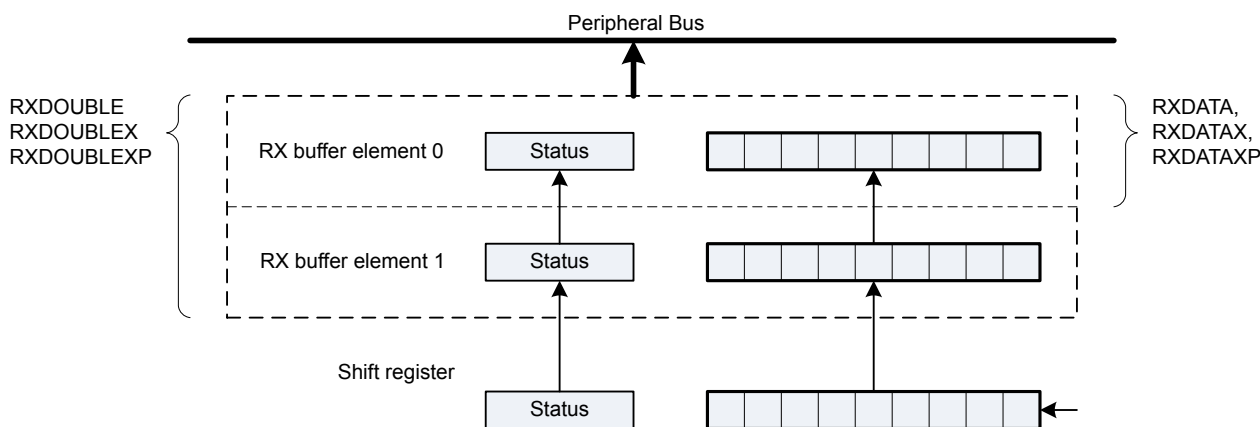 Peripheral Bus
RXDOUBLE
RXDOUBLEX
RXDOUBLEXP
RXDATA,
RXDATAX,
RXDATAXP
RX buffer element 0
Status
RX buffer element 1
Status
Shift register
Status